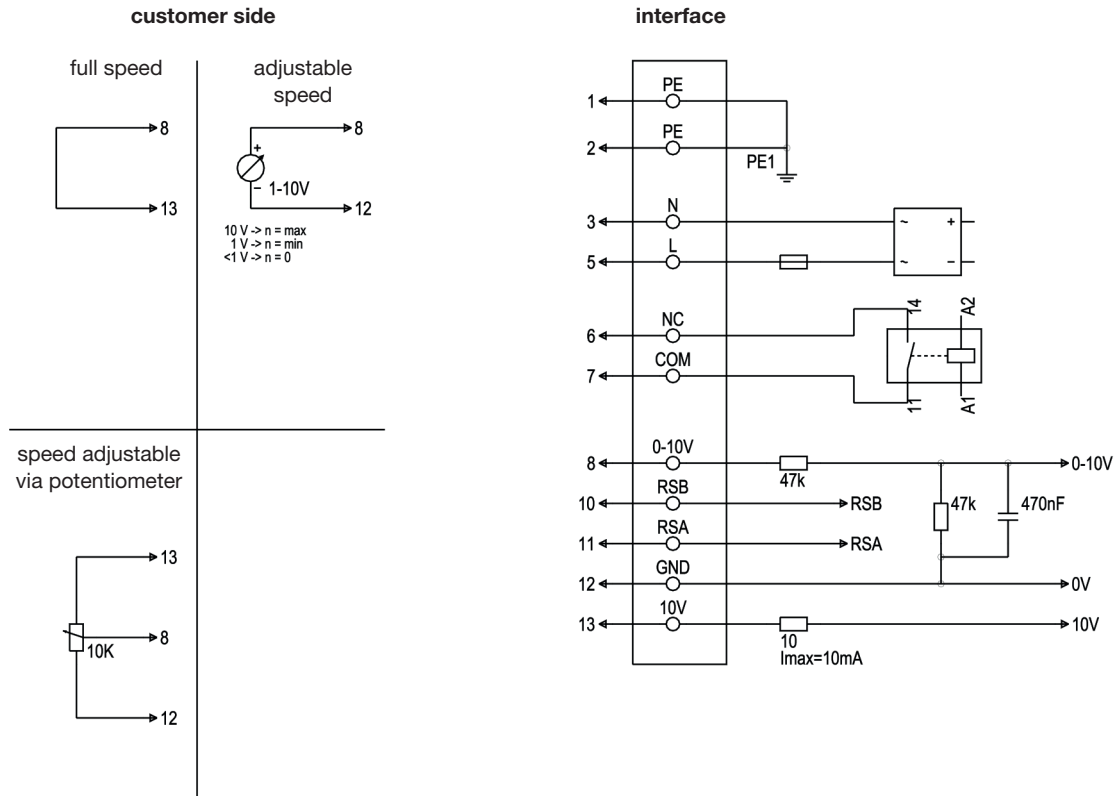 customer side
full speed
8
13
adjustable
speed
8
+
−
1-10V
12
10 V -> n = max
1 V -> n = min
<1 V -> n = 0
speed adjustable
via potentiometer
13
8
10K
12
interface
1
PE
2
PE
PE1
3
N
~
+
5
L
~
−
6
NC
14
A2
7
COM
11
A1
8
0-10V
47k
0-10V
10
RSB
RSB
47k
470nF
11
RSA
RSA
12
GND
0V
13
10V
10
Imax=10mA
10V